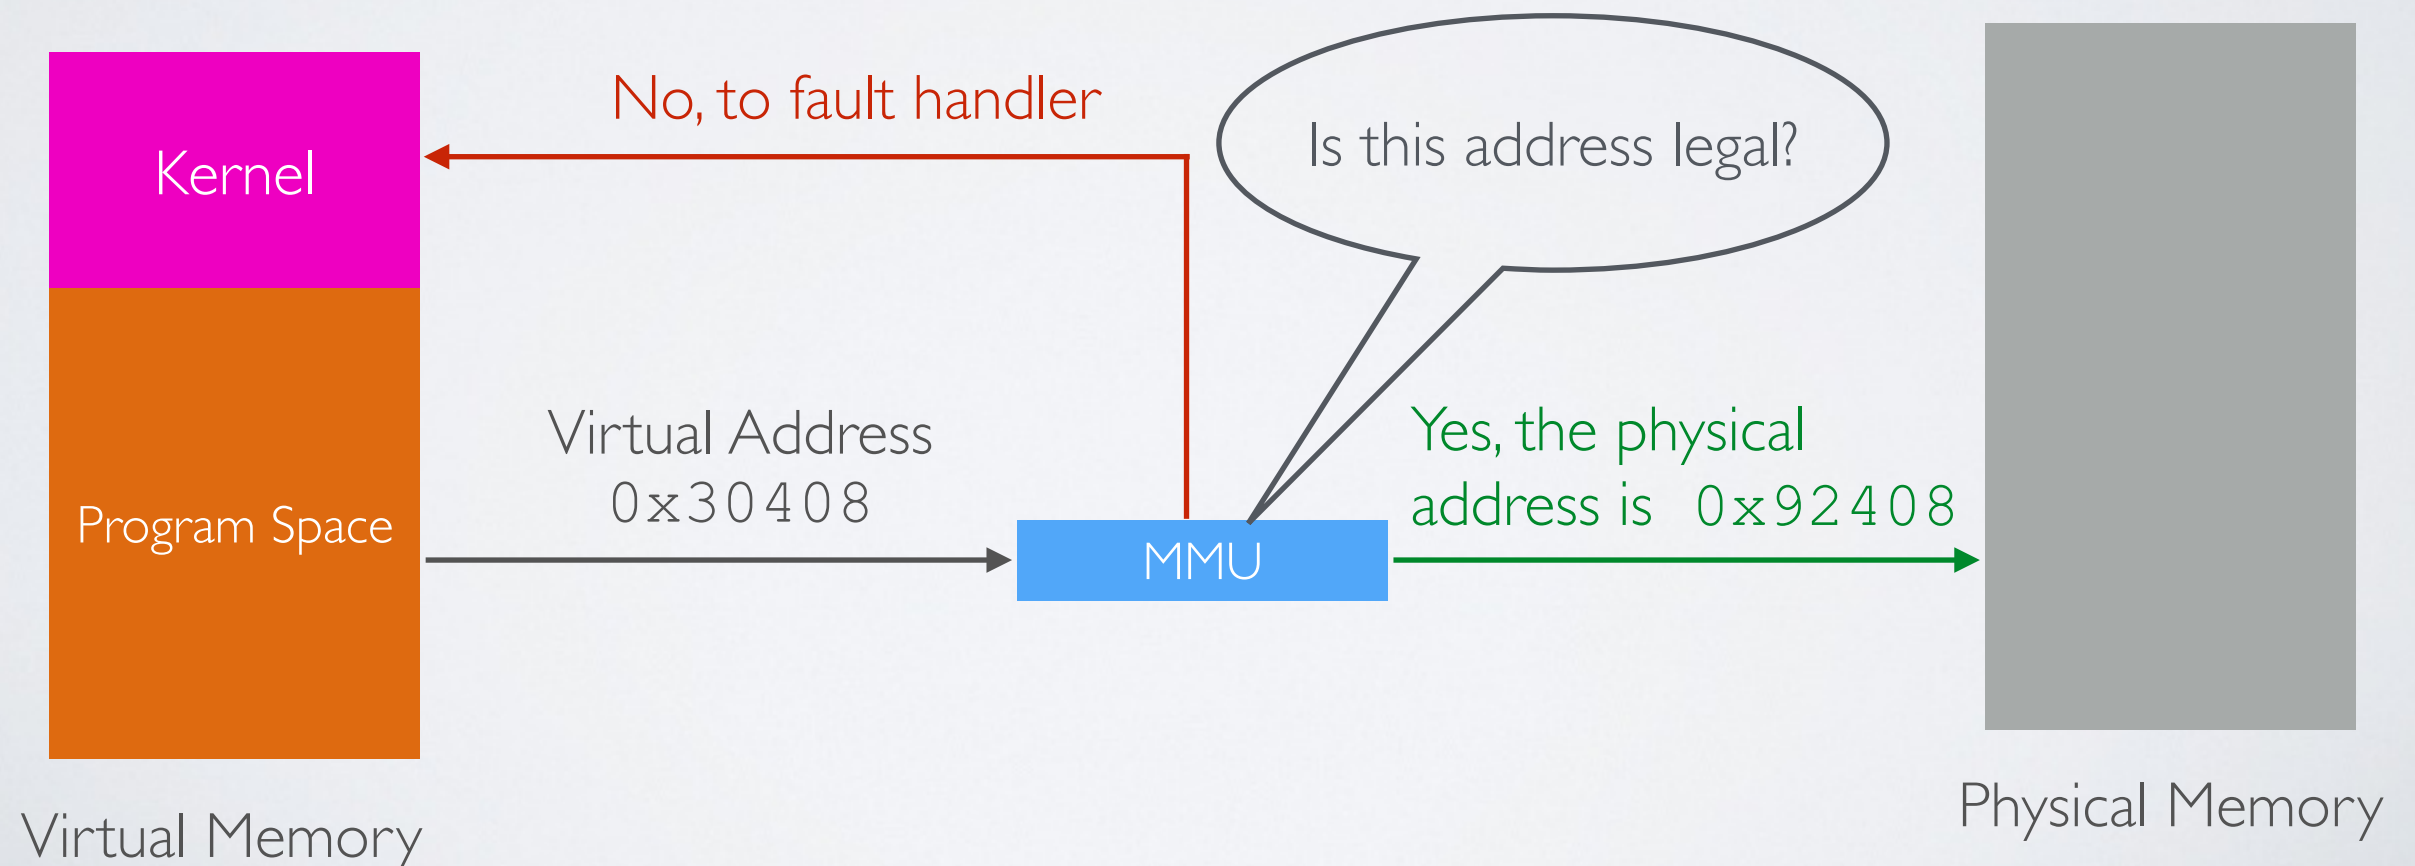 No, to fault handler
Is this address legal?
Kernel
Virtual Address
0x30408
Yes, the physical
address is 0x92408
Program Space
MMU
Virtual Memory
Physical Memory